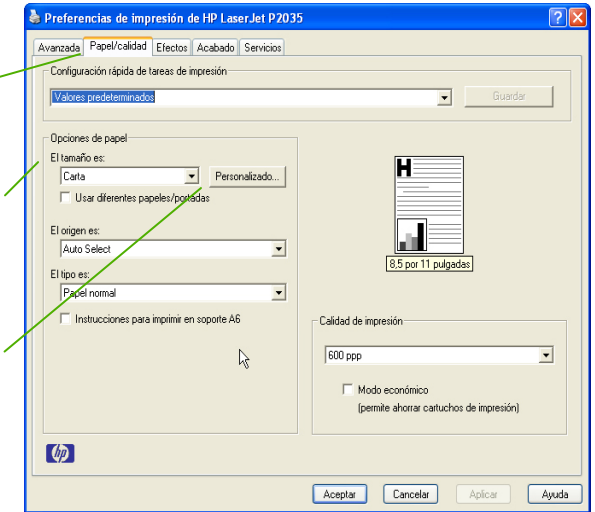 Preferencias de impresión de HP LaserJet P2035
Avanzada Papel/calidad Efectos Acabado Servicios
Configuración rápida de tareas de impresión
Valores predeterminados
Guardar
Opciones de papel
El tamaño es:
Carta
Personalizado...
Usar diferentes papeles/portadas
El origen es:
Auto Select
El tipo es:
Papel normal
Instrucciones para imprimir en soporte A6
H
8,5 por 11 pulgadas
Calidad de impresión
600 ppp
Modo económico
(permite ahorrar cartuchos de impresión)
hp
Aceptar Cancelar Aplicar Ayuda